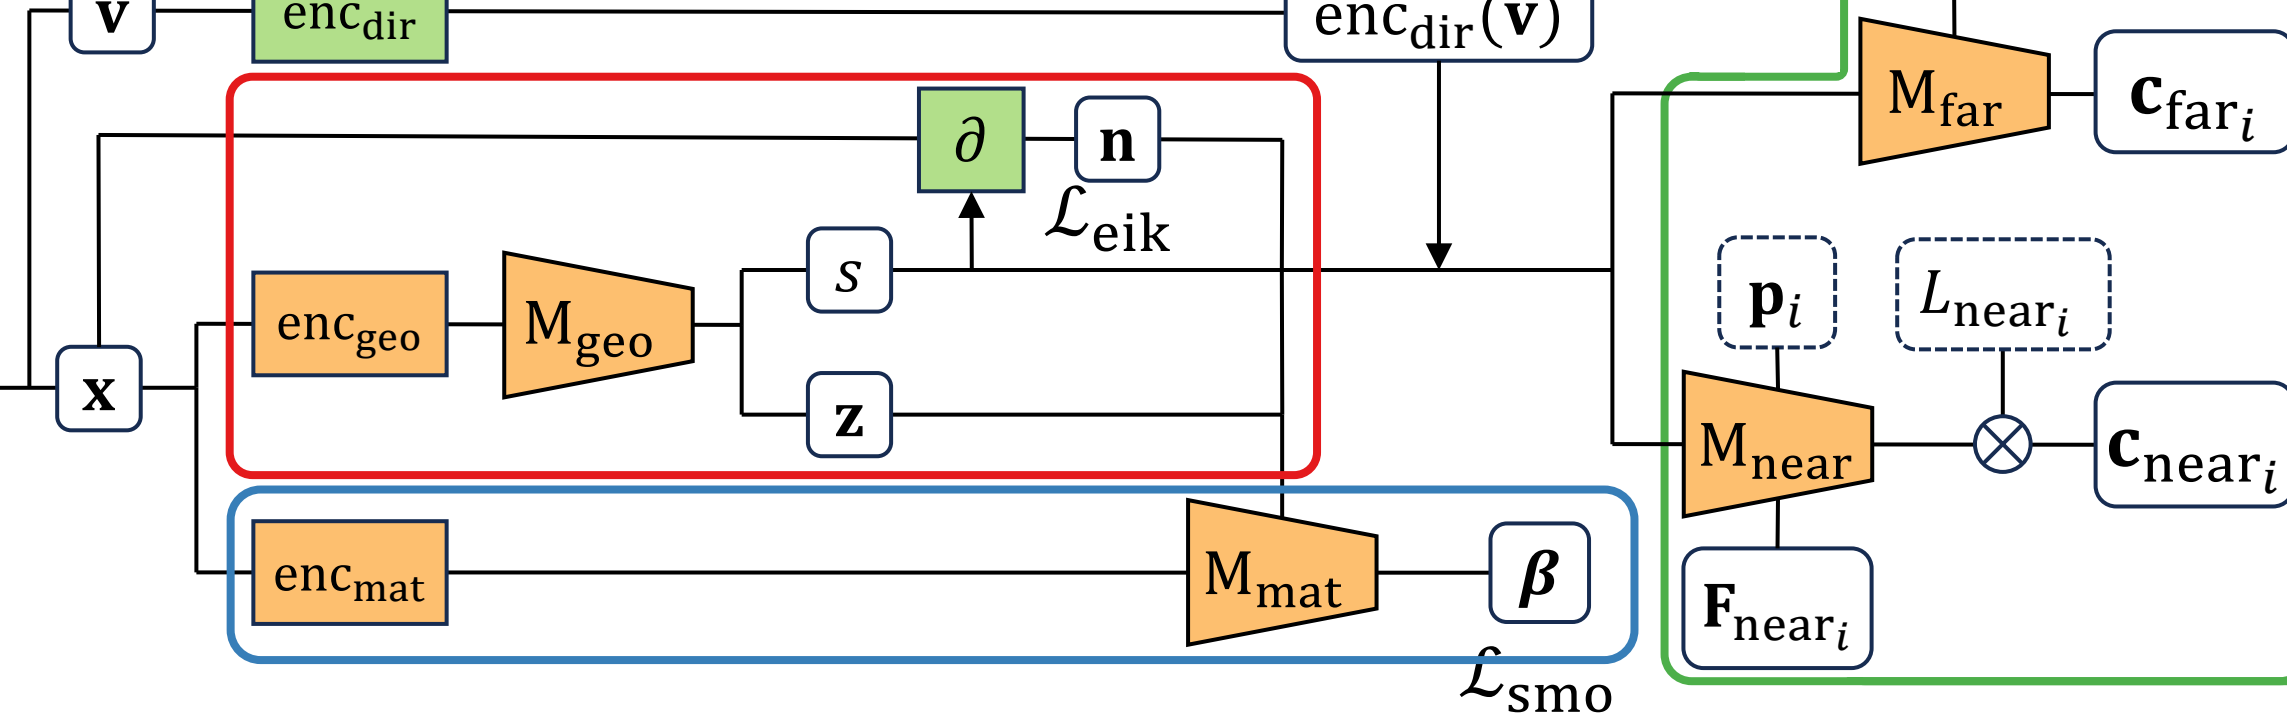 v
enc_dir
enc_dir(v)
M_far
c_far_i
∂
n
ℒ_eik
s
p_i
L_near_i
enc_geo
M_geo
x
z
M_near
c_near_i
enc_mat
M_mat
β
F_near_i
ℒ_smo